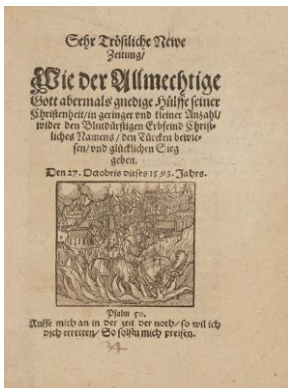 Sehr Tröstliche Newe
Zeitung/
Wie der Allmechtige
Gott abermals gnedige Hülffe seiner
Christenheit/in geringer vnd kleiner Anzahl/
wider den Blutdürstigen Erbfeind Christ-
liches Namens/den Türcken bewie-
sen/vnd glücklichen Sieg
geben.
Den 27. Octobris dieses 1593. Jahrs.
Psalm 50.
Ruffe mich an in der zeit der noth/so wil ich
dich erretten/So soltu mich preisen.